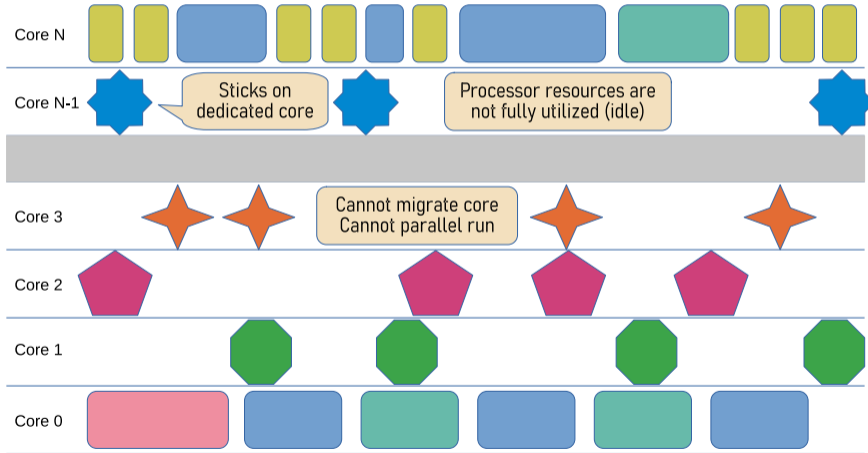 Core N
Core N-1
Sticks on
dedicated core
Processor resources are
not fully utilized (idle)
Core 3
Cannot migrate core
Cannot parallel run
Core 2
Core 1
Core 0